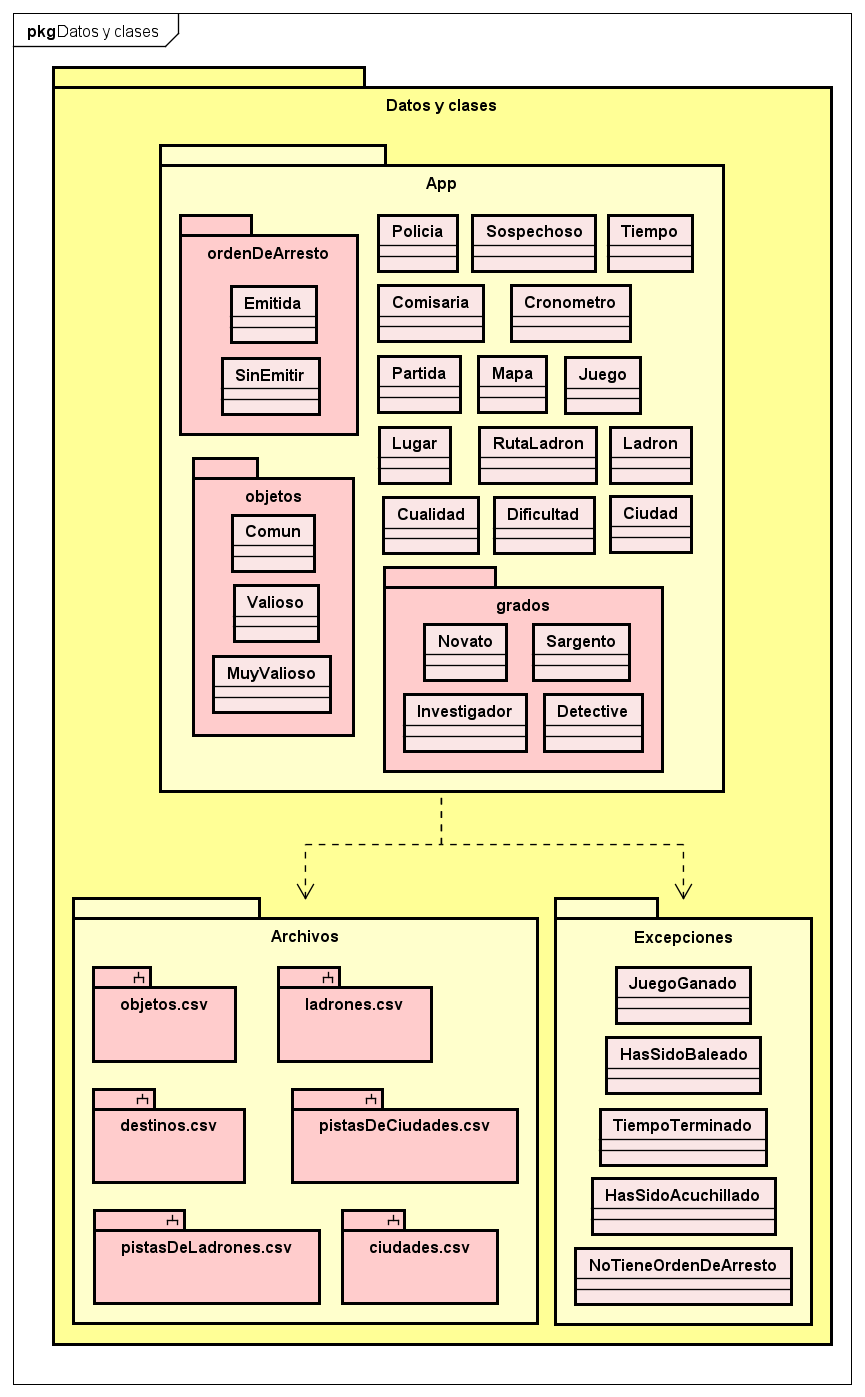 pkg Datos y clases
Datos y clases
App
ordenDeArresto
Emitida
SinEmitir
objetos
Comun
Valioso
MuyValioso
Policia
Sospechoso
Tiempo
Comisaria
Cronometro
Partida
Mapa
Juego
Lugar
RutaLadron
Ladron
Cualidad
Dificultad
Ciudad
grados
Novato
Sargento
Investigador
Detective
Archivos
objetos.csv
ladrones.csv
destinos.csv
pistasDeCiudades.csv
pistasDeLadrones.csv
ciudades.csv
Excepciones
JuegoGanado
HasSidoBaleado
TiempoTerminado
HasSidoAcuchillado
NoTieneOrdenDeArresto